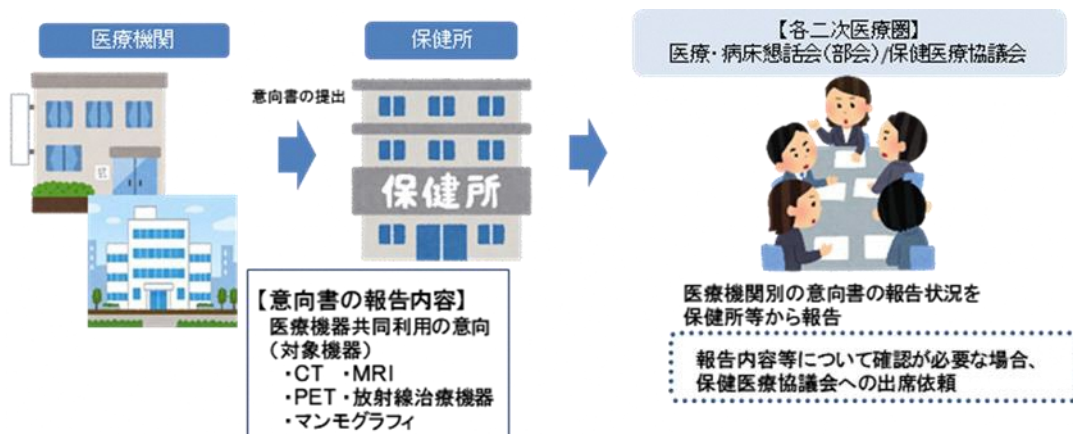 医療機関
意向書の提出
保健所
保健所
【意向書の報告内容】
医療機器共同利用の意向
(対象機器)
・CT ・MRI
・PET・放射線治療機器
・マンモグラフィ
【各二次医療圏】
医療・病床懇話会(部会)/保健医療協議会
医療機関別の意向書の報告状況を
保健所等から報告
報告内容等について確認が必要な場合、
保健医療協議会への出席依頼